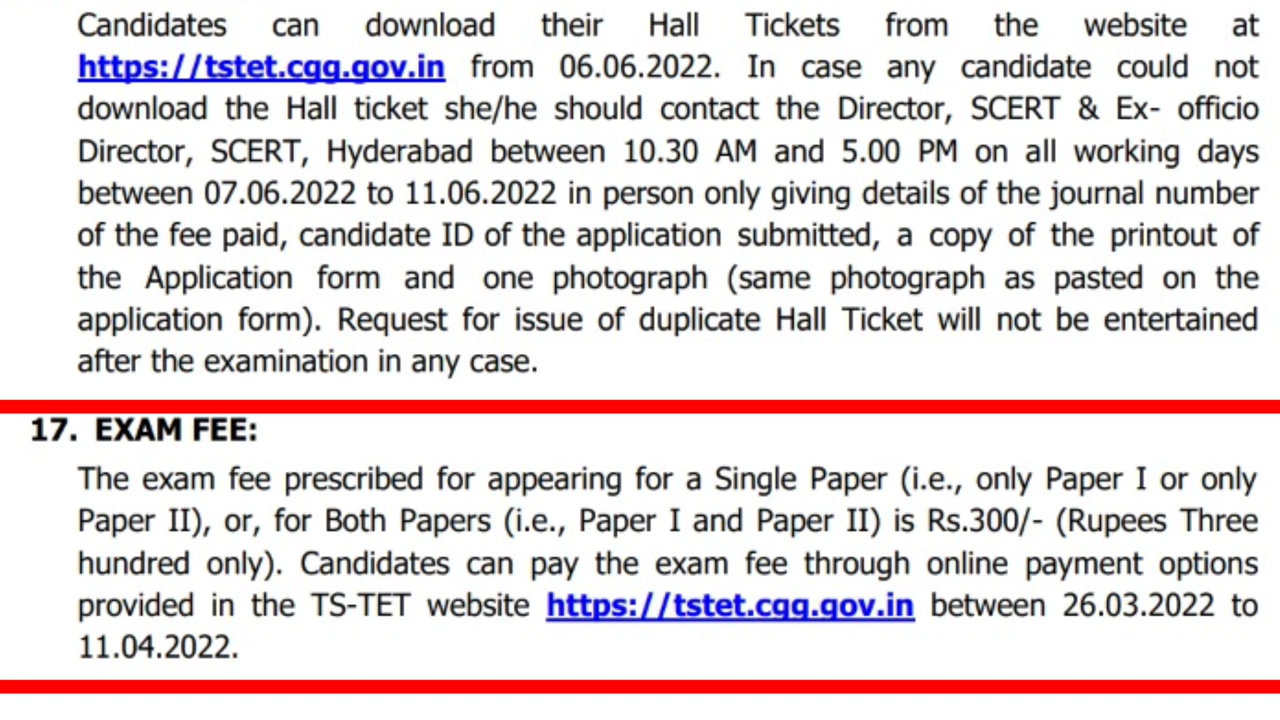 Candidates can download their Hall Tickets from the website at
https://tstet.cgg.gov.in from 06.06.2022. In case any candidate could not
download the Hall ticket she/he should contact the Director, SCERT & Ex- officio
Director, SCERT, Hyderabad between 10.30 AM and 5.00 PM on all working days
between 07.06.2022 to 11.06.2022 in person only giving details of the journal number
of the fee paid, candidate ID of the application submitted, a copy of the printout of
the Application form and one photograph (same photograph as pasted on the
application form). Request for issue of duplicate Hall Ticket will not be entertained
after the examination in any case.
17. EXAM FEE:
The exam fee prescribed for appearing for a Single Paper (i.e., only Paper I or only
Paper II), or, for Both Papers (i.e., Paper I and Paper II) is Rs.300/- (Rupees Three
hundred only). Candidates can pay the exam fee through online payment options
provided in the TS-TET website https://tstet.cgg.gov.in between 26.03.2022 to
11.04.2022.